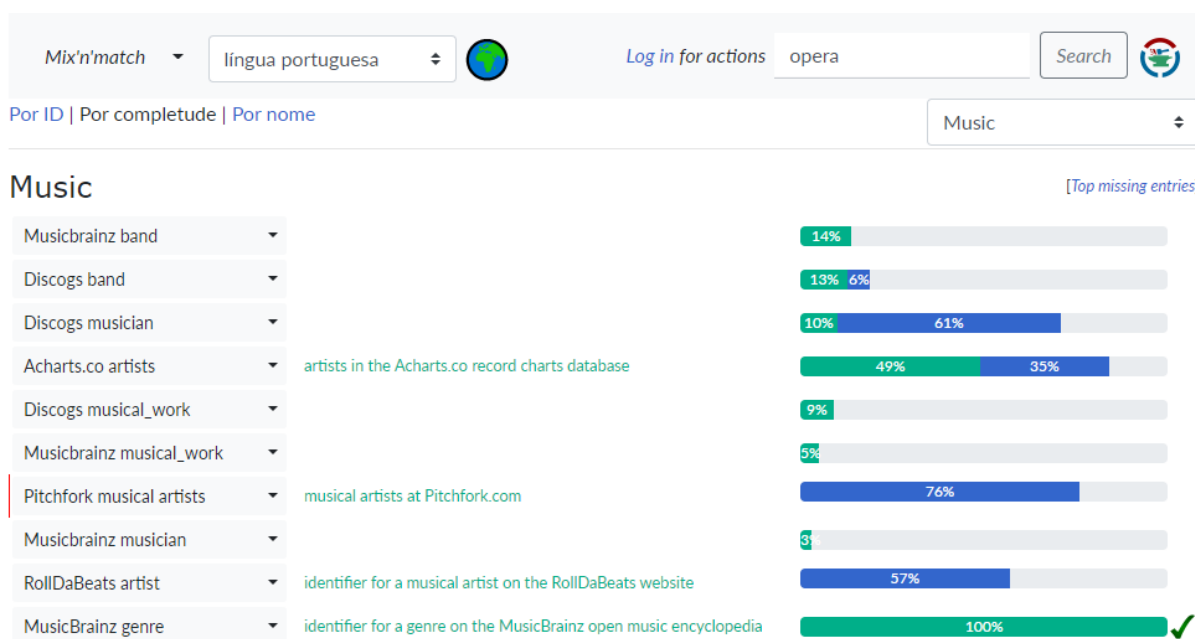 Mix'n'match língua portuguesa Log in for actions opera Search
Por ID | Por completude | Por nome Music
Music [Top missing entries
Musicbrainz band 14%
Discogs band 13% 6%
Discogs musician 10% 61%
Acharts.co artists artists in the Acharts.co record charts database 49% 35%
Discogs musical_work 9%
Musicbrainz musical_work 5%
Pitchfork musical artists musical artists at Pitchfork.com 76%
Musicbrainz musician 3%
RollDaBeats artist identifier for a musical artist on the RollDaBeats website 57%
MusicBrainz genre identifier for a genre on the MusicBrainz open music encyclopedia 100%